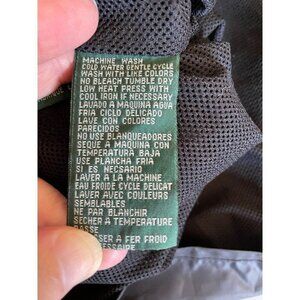 MACHINE WASH
COLD WATER GENTLE CYCLE
WASH WITH LIKE COLORS
NO BLEACH TUMBLE DRY
LOW HEAT PRESS WITH
COOL IRON IF NECESSARY
LAVADO A MAQUINA AGUA
FRIA CICLO DELICADO
LAVE CON COLORES
PARECIDOS
NO USE BLANQUEADORES
SEQUE A MAQUINA CON
TEMPERATURA BAJA
USE PLANCHA FRIA
SI ES NECSARIO
LAVER A LA MACHINE
EAU FROIDE CYCLE DELICAT
LAVER AVEC COULEURS
SEMBLABLES
NE PAR BLANCHIR
SECHER A TEMPERATUR
BASSE
SSER A FER FROID
ECESSAIRE